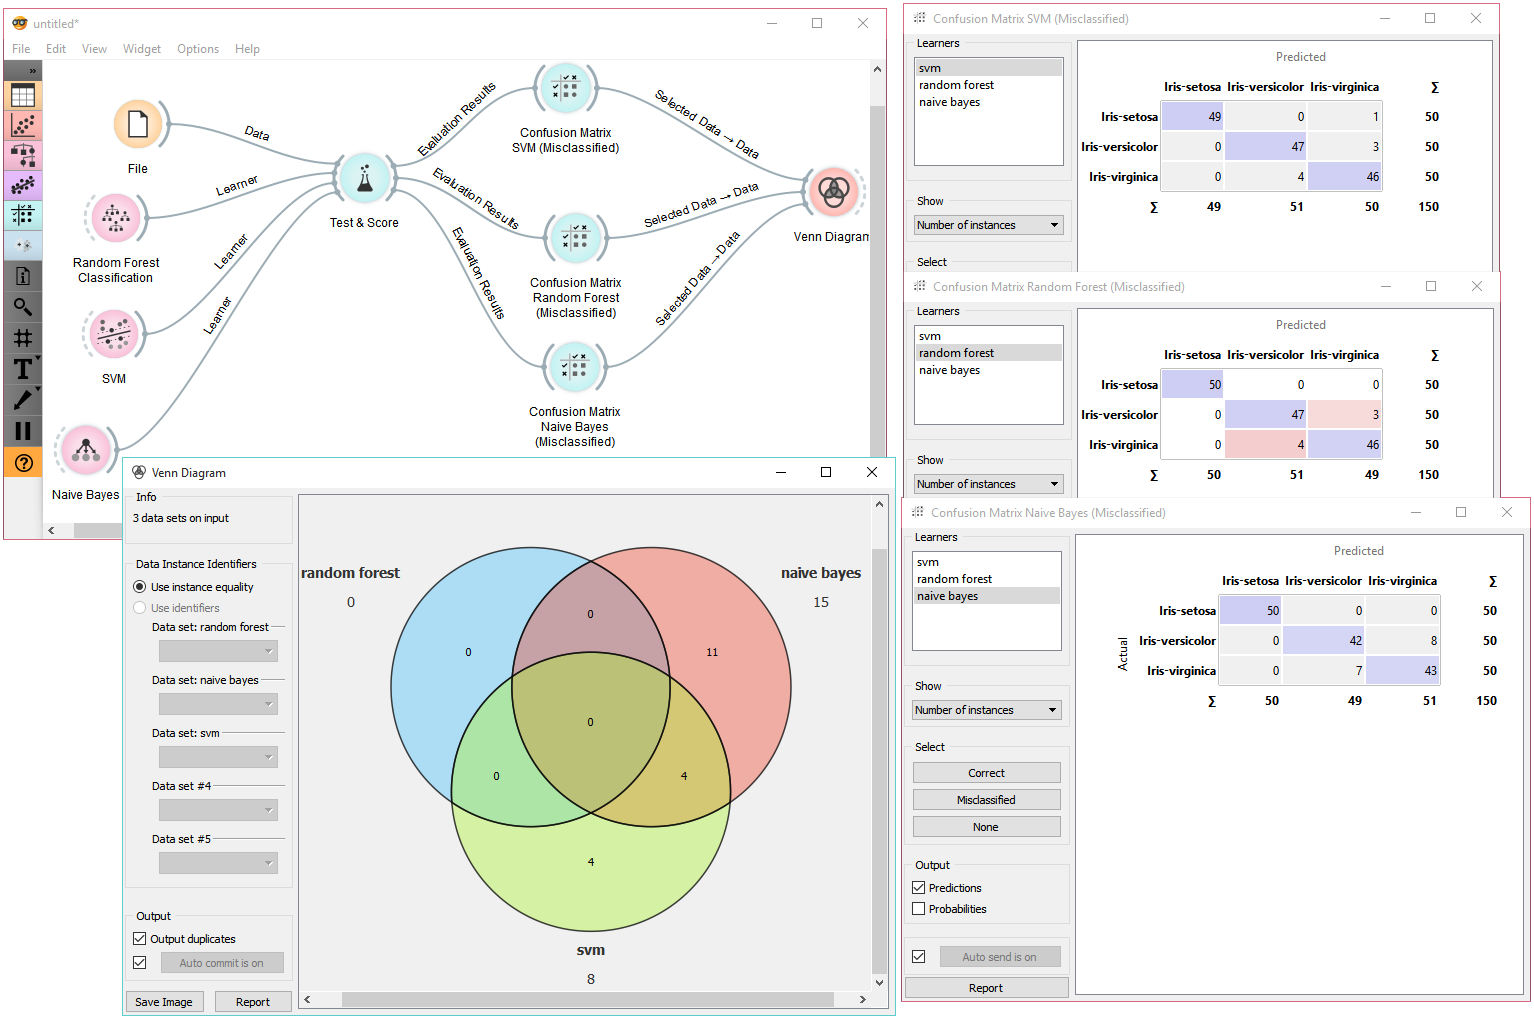 untitled*
File Edit View Widget Options Help
»
File
Random Forest
Classification
SVM
Naive Bayes
Data
Learner
Learner
Learner
Test & Score
Evaluation Results
Evaluation Results
Evaluation Results
Confusion Matrix
SVM (Misclassified)
Confusion Matrix
Random Forest
(Misclassified)
Confusion Matrix
Naive Bayes
(Misclassified)
Selected Data → Data
Selected Data → Data
Selected Data → Data
Venn Diagram
Venn Diagram
Info
3 data sets on input
Data Instance Identifiers
Use instance equality
Use identifiers
Data set: random forest
Data set: naive bayes
Data set: svm
Data set #4
Data set #5
Output
Output duplicates
Auto commit is on
Save Image Report
random forest
0
naive bayes
15
0
0
11
0
0
4
4
svm
8
Confusion Matrix SVM (Misclassified)
Learners
svm
random forest
naive bayes
Show
Number of instances
Select
Predicted
Iris-setosa Iris-versicolor Iris-virginica Σ
Iris-setosa 49 0 1 50
Iris-versicolor 0 47 3 50
Iris-virginica 0 4 46 50
Σ 49 51 50 150
Confusion Matrix Random Forest (Misclassified)
Learners
svm
random forest
naive bayes
Show
Number of instances
Predicted
Iris-setosa Iris-versicolor Iris-virginica Σ
Iris-setosa 50 0 0 50
Iris-versicolor 0 47 3 50
Iris-virginica 0 4 46 50
Σ 50 51 49 150
Confusion Matrix Naive Bayes (Misclassified)
Learners
svm
random forest
naive bayes
Show
Number of instances
Select
Correct
Misclassified
None
Output
Predictions
Probabilities
Auto send is on
Report
Predicted
Iris-setosa Iris-versicolor Iris-virginica Σ
Iris-setosa 50 0 0 50
Actual
Iris-versicolor 0 42 8 50
Iris-virginica 0 7 43 50
Σ 50 49 51 150